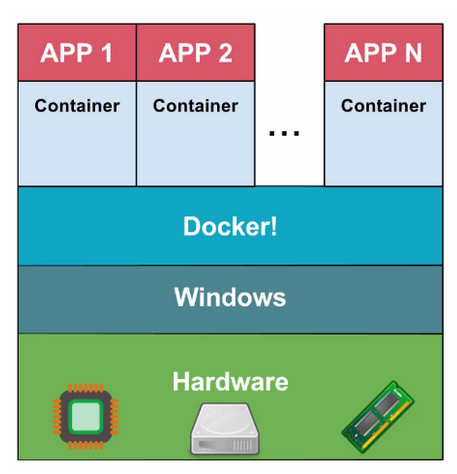 APP 1
APP 2
APP N
Container
Container
...
Container
Docker!
Windows
Hardware